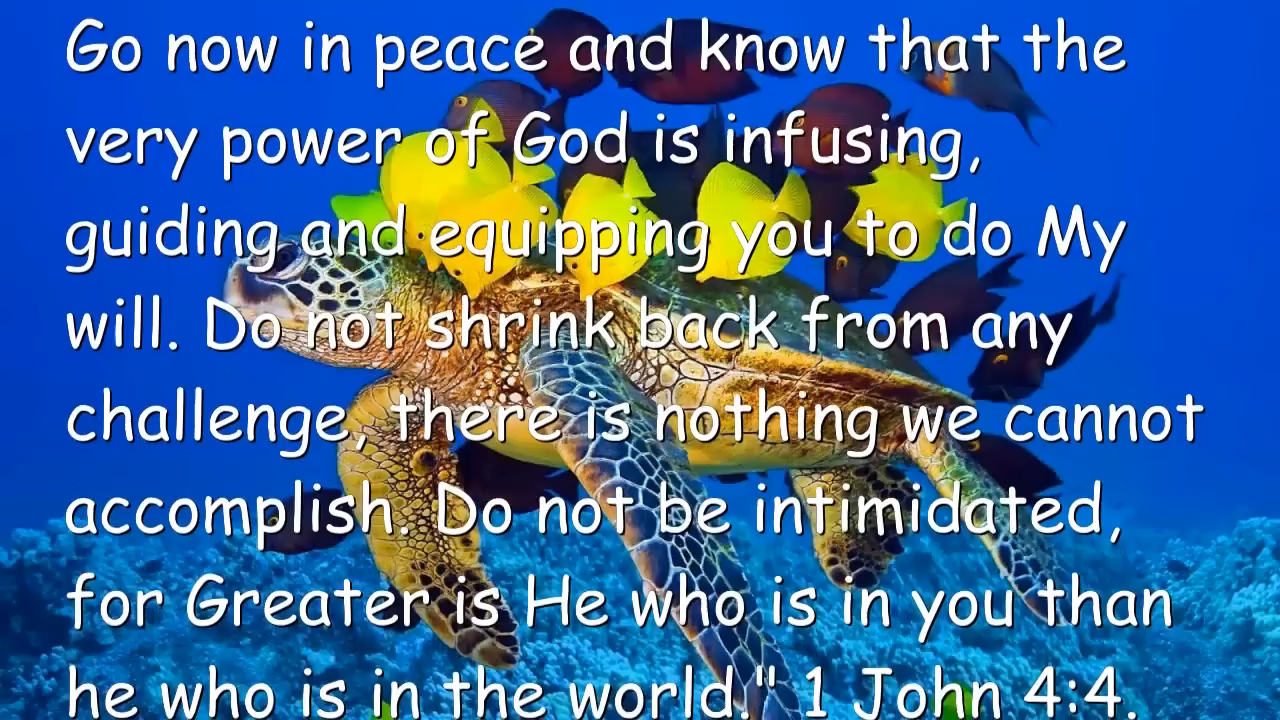 Go now in peace and know that the
very power of God is infusing,
guiding and equipping you to do My
will. Do not shrink back from any
challenge, there is nothing we cannot
accomplish. Do not be intimidated,
for Greater is He who is in you than
he who is in the world." 1 John 4:4.